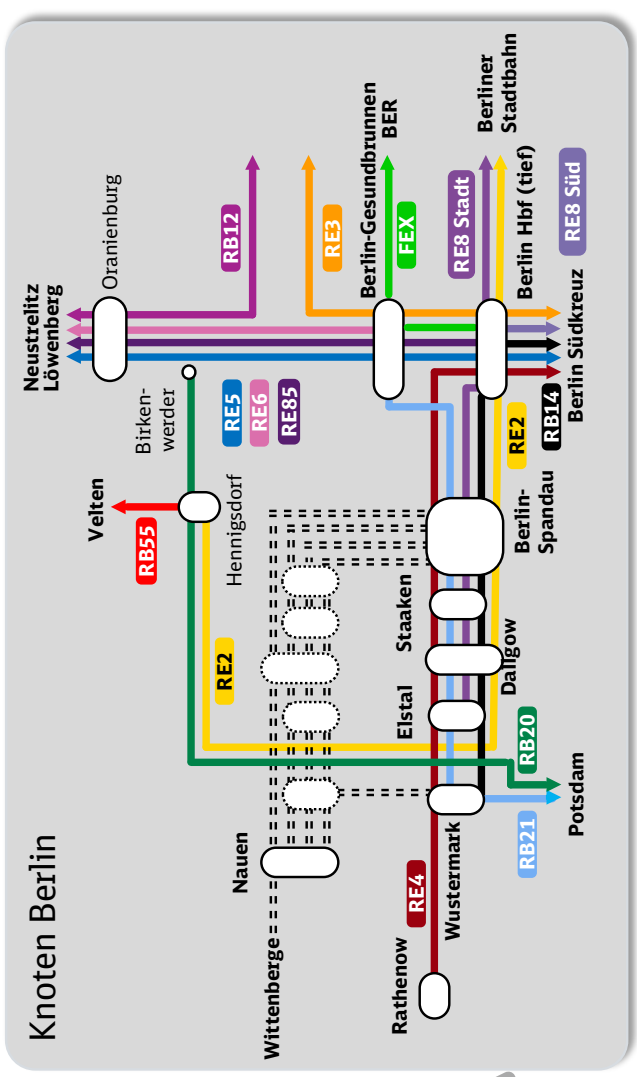 Knoten Berlin
Neustrelitz
Löwenberg
Oranienburg
Birken-
werder
Velten
RB55
Hennigsdorf
RE5
RE6
RE85
RB12
RE3
Berlin-Gesundbrunnen
BER
FEX
Berliner
Stadtbahn
RE8 Stadt
Berlin Hbf (tief)
RE8 Süd
Berlin Südkreuz
RB14
RE2
Berlin-
Spandau
Staaken
Dallgow
Elstal
RE2
RB20
Potsdam
RB21
Wustermark
RE4
Rathenow
Nauen
Wittenberge